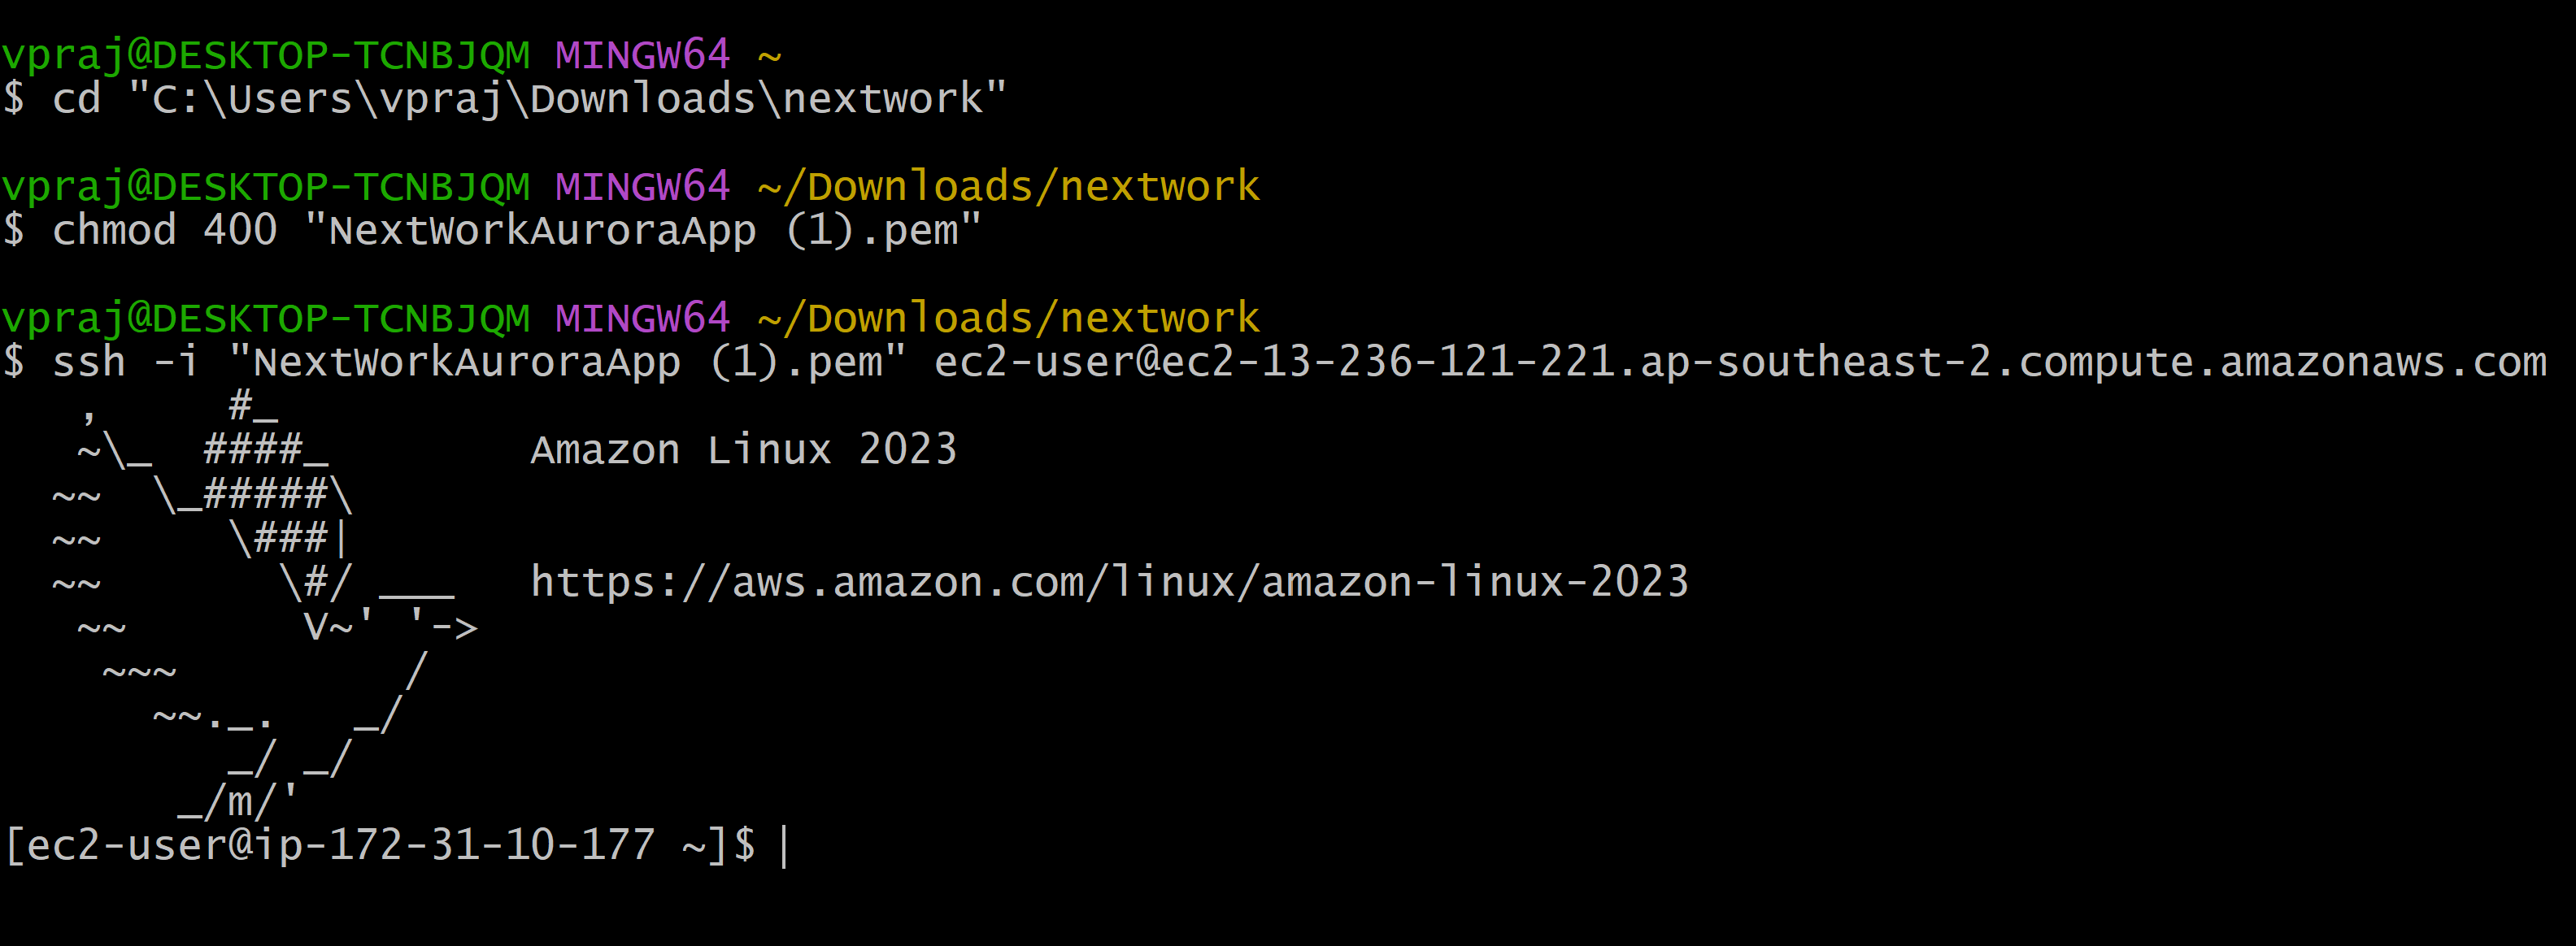 vpraj@DESKTOP-TCNBJQM MINGW64 ~
$ cd "C:\Users\vpraj\Downloads\nextwork"

vpraj@DESKTOP-TCNBJQM MINGW64 ~/Downloads/nextwork
$ chmod 400 "NextWorkAuroraApp (1).pem"

vpraj@DESKTOP-TCNBJQM MINGW64 ~/Downloads/nextwork
$ ssh -i "NextWorkAuroraApp (1).pem" ec2-user@ec2-13-236-121-221.ap-southeast-2.compute.amazonaws.com
   ,     #_
   ~\_  ####_        Amazon Linux 2023
  ~~  \_#####\
  ~~     \###|
  ~~       \#/ ___   https://aws.amazon.com/linux/amazon-linux-2023
   ~~       V~' '->
    ~~~         /
      ~~._.   _/
         _/ _/
       _/m/'
[ec2-user@ip-172-31-10-177 ~]$